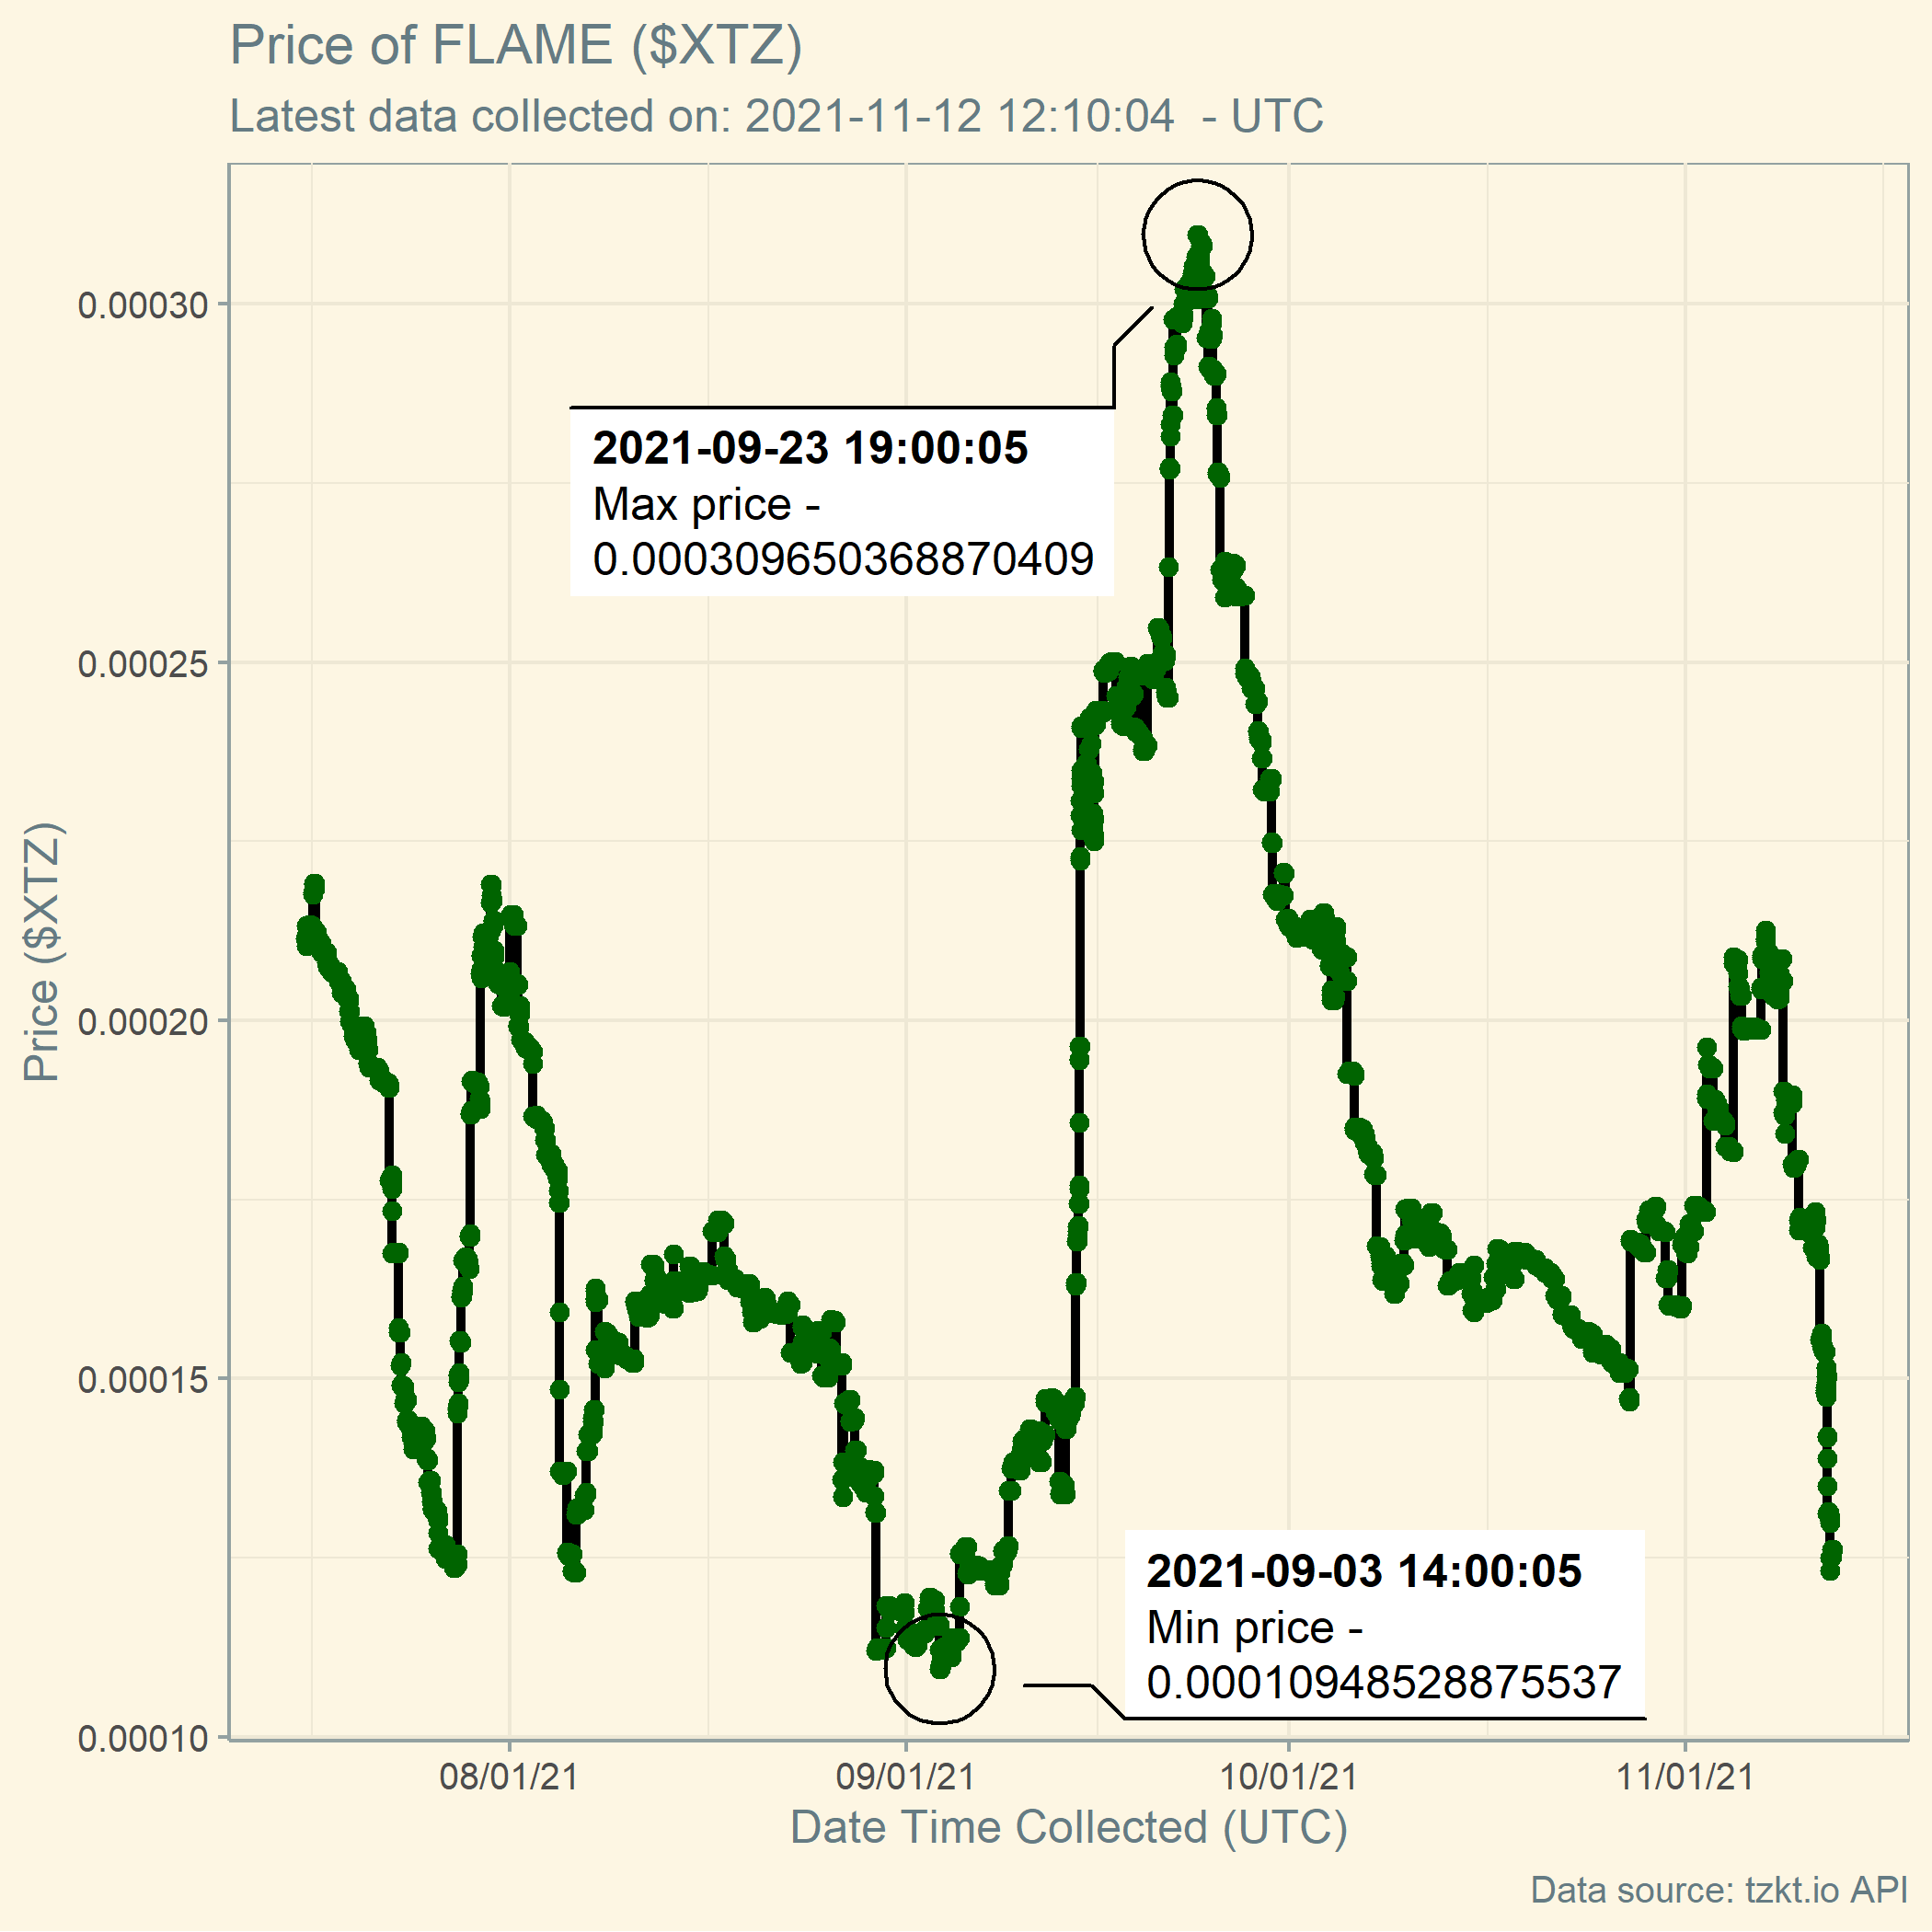 Price of FLAME ($XTZ)
Latest data collected on: 2021-11-12 12:10:04  - UTC
0.00030
2021-09-23 19:00:05
Max price -
0.000309650368870409
0.00025
Price ($XTZ)
0.00020
0.00015
2021-09-03 14:00:05
Min price -
0.000109485288755537
0.00010
08/01/21
09/01/21
10/01/21
11/01/21
Date Time Collected (UTC)
Data source: tzkt.io API